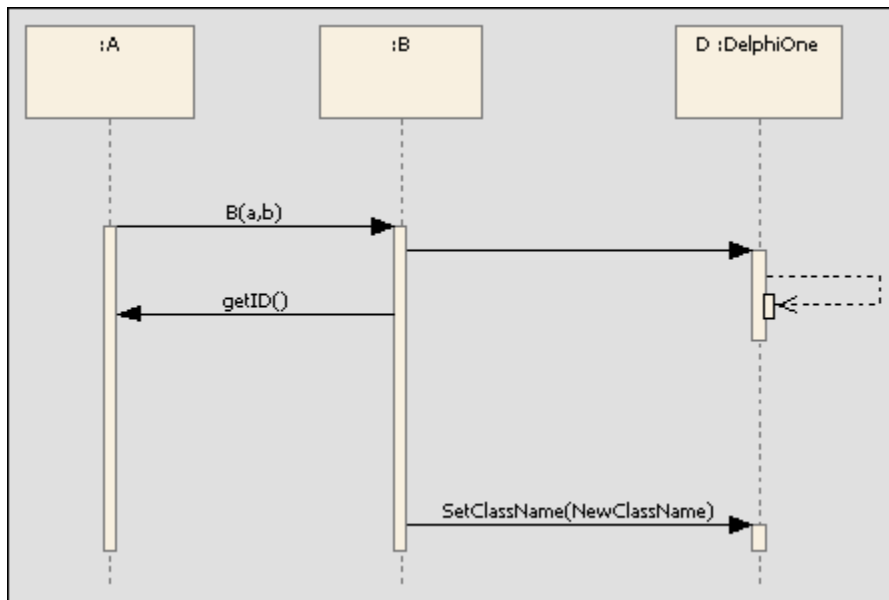 :A
:B
D :DelphiOne
B(a,b)
getID()
SetClassName(NewClassName)